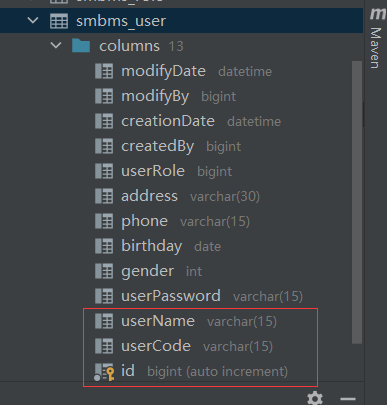 smbms_user
columns 13
modifyDate datetime
modifyBy bigint
creationDate datetime
createdBy bigint
userRole bigint
address varchar(30)
phone varchar(15)
birthday date
gender int
userPassword varchar(15)
userName varchar(15)
userCode varchar(15)
id bigint (auto increment)
m
Maven